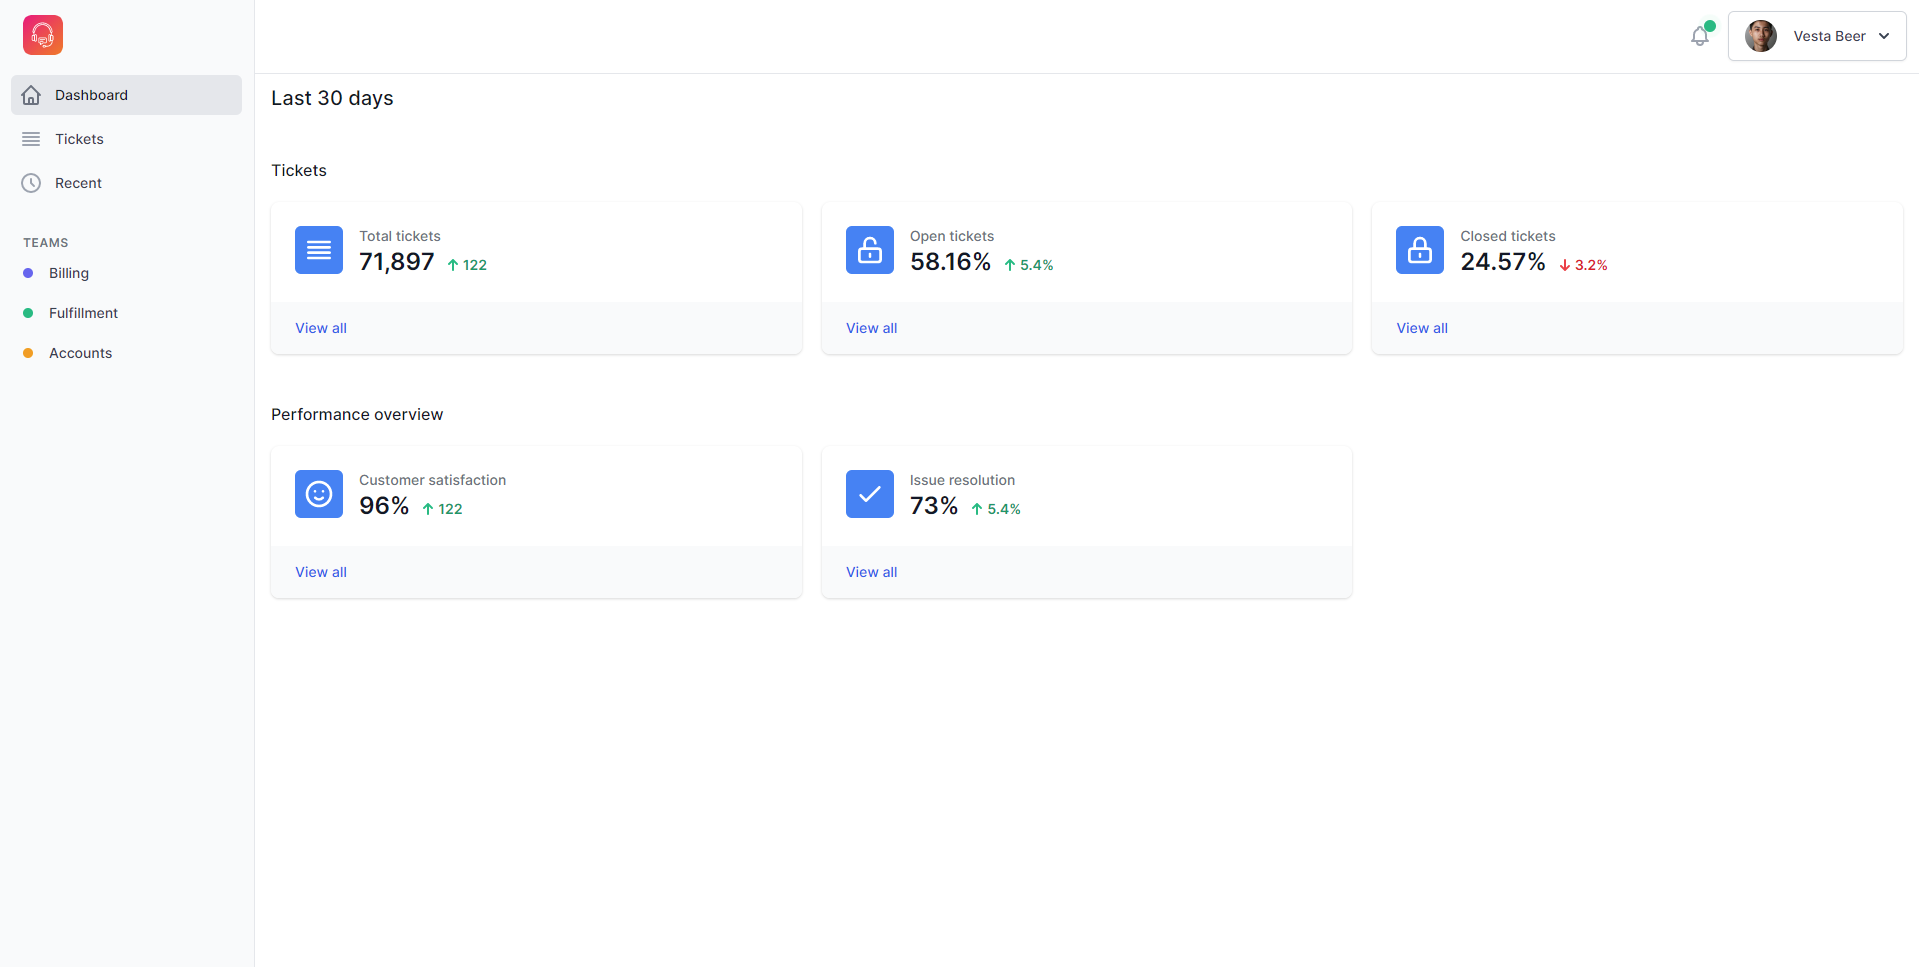 Vesta Beer
Dashboard
Tickets
Recent
TEAMS
Billing
Fulfillment
Accounts
Last 30 days
Tickets
Total tickets
71,897 122
View all
Open tickets
58.16% 5.4%
View all
Closed tickets
24.57% 3.2%
View all
Performance overview
Customer satisfaction
96% 122
View all
Issue resolution
73% 5.4%
View all